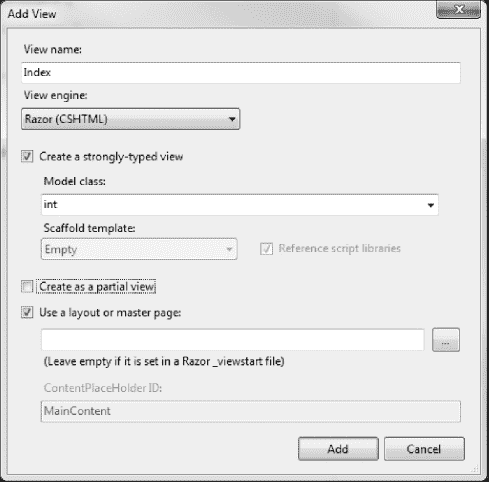 Add View
View name:
Index
View engine:
Razor (CSHTML)
Create a strongly-typed view
Model class:
int
Scaffold template:
Empty
Reference script libraries
Create as a partial view
Use a layout or master page:
...
(Leave empty if it is set in a Razor _viewstart file)
ContentPlaceHolder ID:
MainContent
Add
Cancel